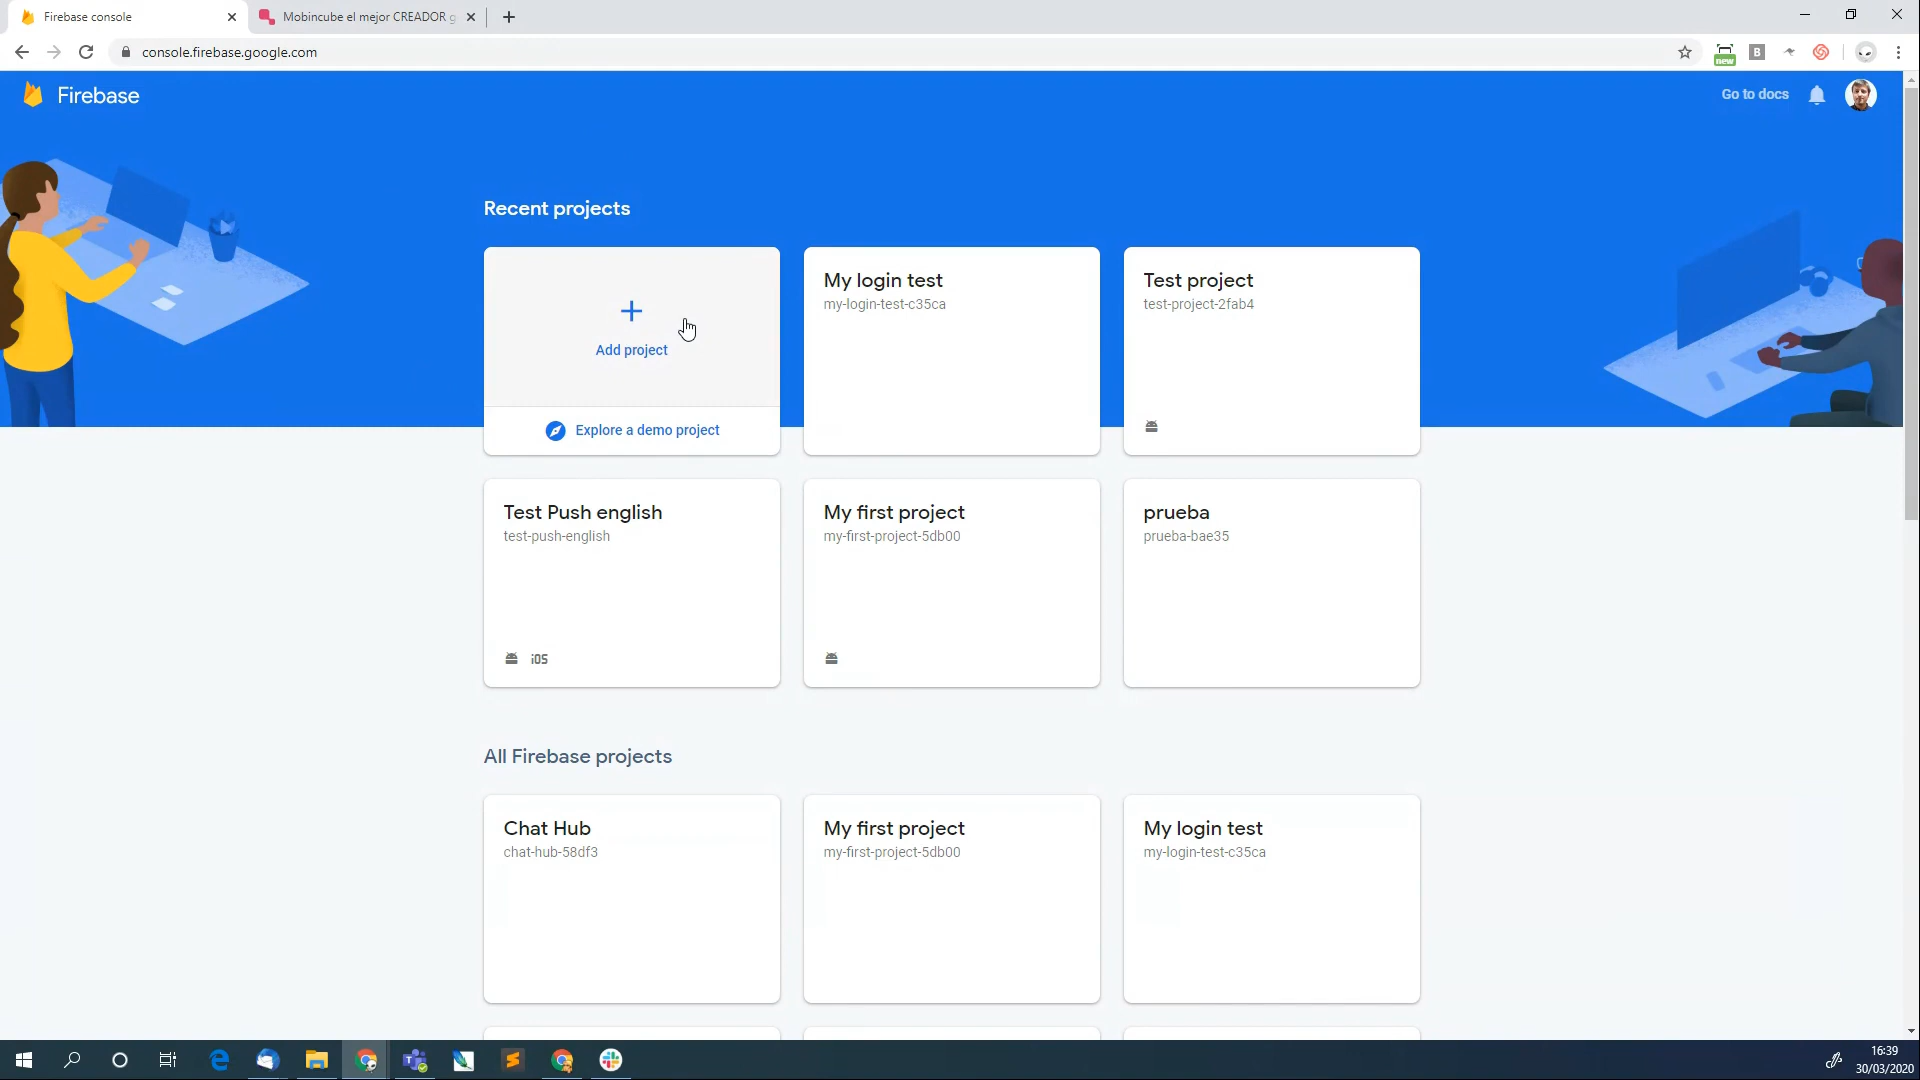 Firebase console
Mobincube el mejor CREADOR g
console.firebase.google.com
new
B
Firebase
Go to docs
Recent projects
Add project
Explore a demo project
My login test
my-login-test-c35ca
Test project
test-project-2fab4
Test Push english
test-push-english
iOS
My first project
my-first-project-5db00
prueba
prueba-bae35
All Firebase projects
Chat Hub
chat-hub-58df3
My first project
my-first-project-5db00
My login test
my-login-test-c35ca
16:39
30/03/2020